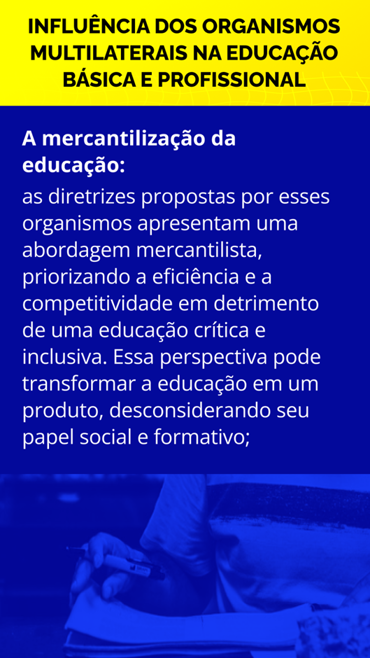 INFLUÊNCIA DOS ORGANISMOS
MULTILATERAIS NA EDUCAÇÃO
BÁSICA E PROFISSIONAL
A mercantilização da
educação:
as diretrizes propostas por esses
organismos apresentam uma
abordagem mercantilista,
priorizando a eficiência e a
competitividade em detrimento
de uma educação crítica e
inclusiva. Essa perspectiva pode
transformar a educação em um
produto, desconsiderando seu
papel social e formativo;